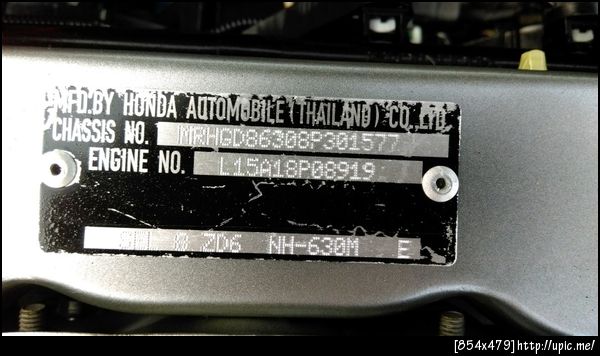 MFD.BY HONDA AUTOMOBILE (THAILAND) CO.,LTD.
CHASSIS NO. MRHGD86308P301577
ENGINE NO. L15A18P08919
ZD6 NH-630M E
[854x479]http://upic.me/